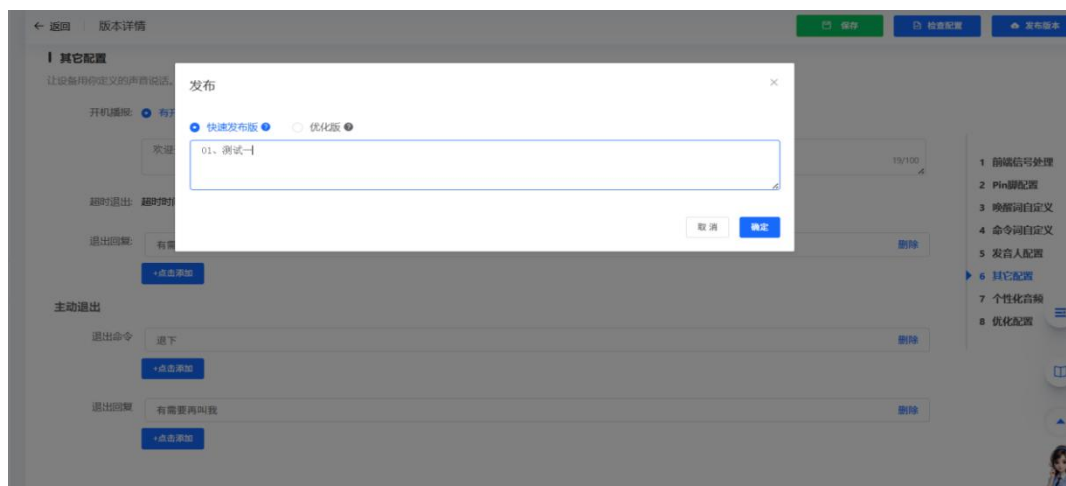 ← 返回 版本详情
保存
检查配置
发布版本
其它配置
让设备用你定义的声音说话。
开机播报:
欢迎
19/100
超时退出: 超时时
退出回复:
有需
删除
+点击添加
主动退出
退出命令
退下
删除
+点击添加
退出回复
有需要再叫我
删除
+点击添加
发布
×
快速发布版
优化版
01、测试一
取消
确定
1 前端信号处理
2 Pin脚配置
3 唤醒词自定义
4 命令词自定义
5 发音人配置
6 其它配置
7 个性化音频
8 优化配置